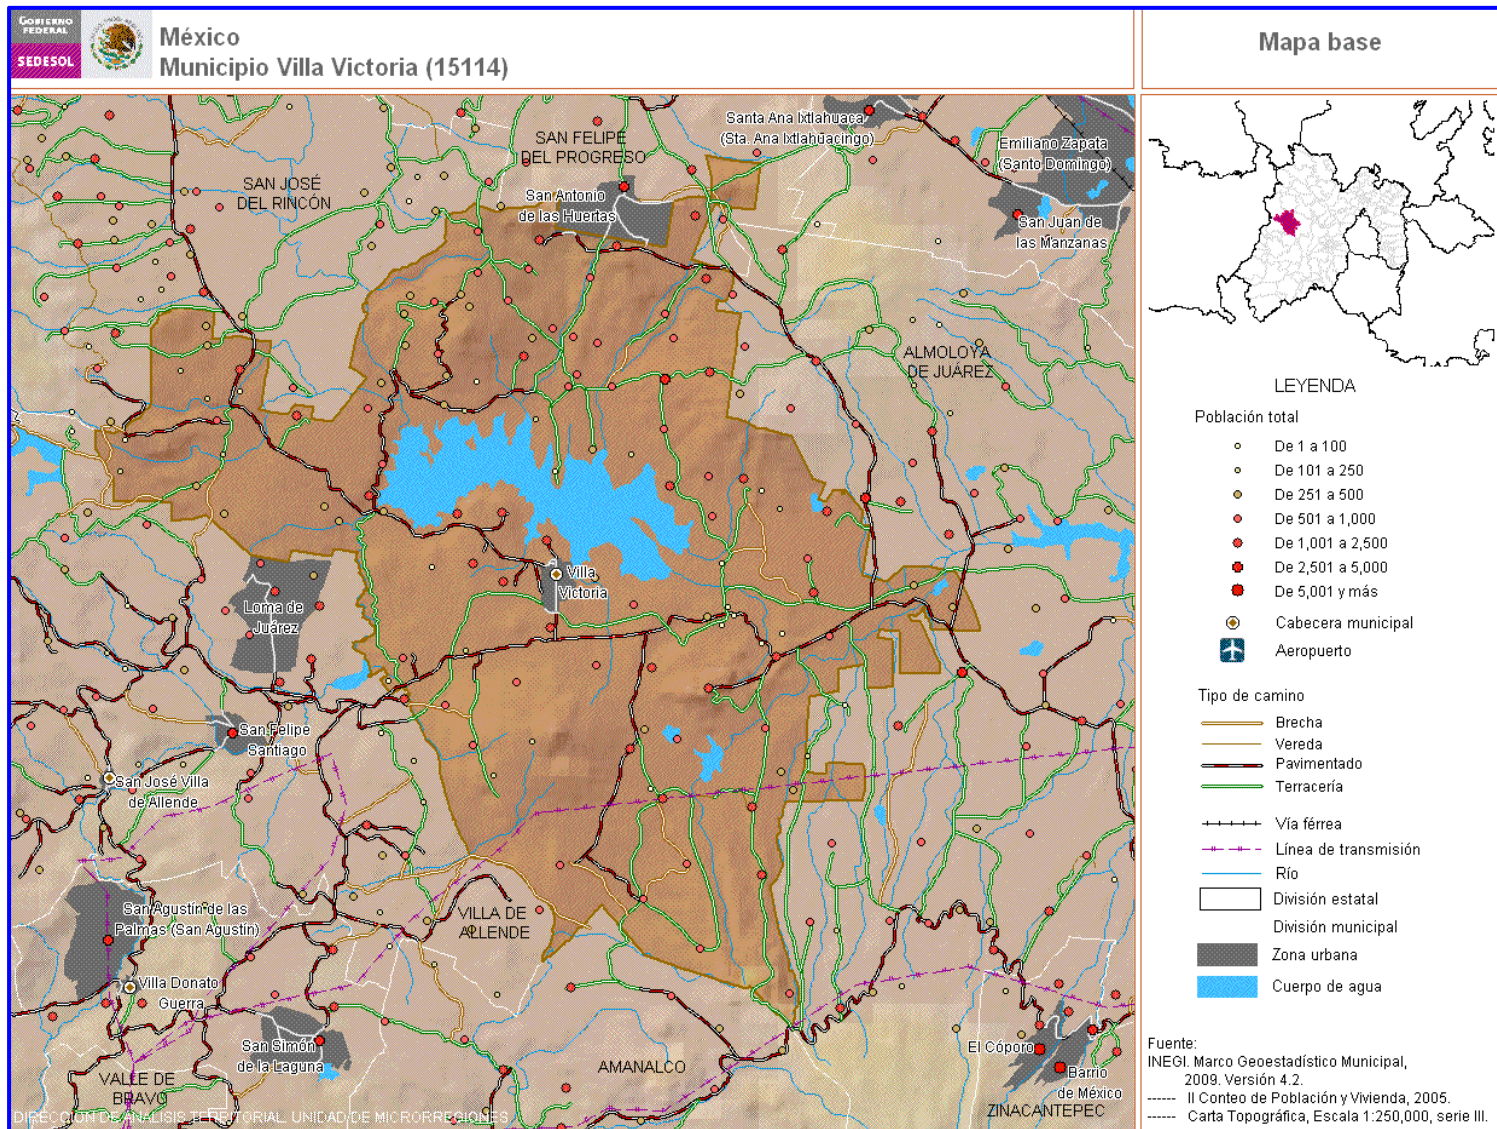 GOBIERNO
FEDERAL
SEDESOL
México
Municipio Villa Victoria (15114)
Mapa base
Santa Ana Ixtlahuaca
(Sta. Ana Ixtlahuacingo)
SAN FELIPE
DEL PROGRESO
Emiliano Zapata
(Santo Domingo)
SAN JOSÉ
DEL RINCÓN
San Antonio
de las Huertas
San Juan de
las Manzanas
ALMOLOYA
DE JUÁREZ
Villa
Victoria
Loma de
Juárez
San Felipe
Santiago
San José Villa
de Allende
San Agustín de las
Palmas (San Agustín)
VILLA DE
ALLENDE
Villa Donato
Guerra
San Simón
de la Laguna
El Cóporo
AMANALCO
Barrio
de México
VALLE DE
BRAVO
ZINACANTEPEC
DIRECCIÓN DE ANÁLISIS TERRITORIAL. UNIDAD DE MICRORREGIONES
LEYENDA
Población total
De 1 a 100
De 101 a 250
De 251 a 500
De 501 a 1,000
De 1,001 a 2,500
De 2,501 a 5,000
De 5,001 y más
Cabecera municipal
Aeropuerto
Tipo de camino
Brecha
Vereda
Pavimentado
Terracería
Vía férrea
Línea de transmisión
Río
División estatal
División municipal
Zona urbana
Cuerpo de agua
Fuente:
INEGI. Marco Geoestadístico Municipal,
2009. Versión 4.2.
------ II Conteo de Población y Vivienda, 2005.
------ Carta Topográfica, Escala 1:250,000, serie III.